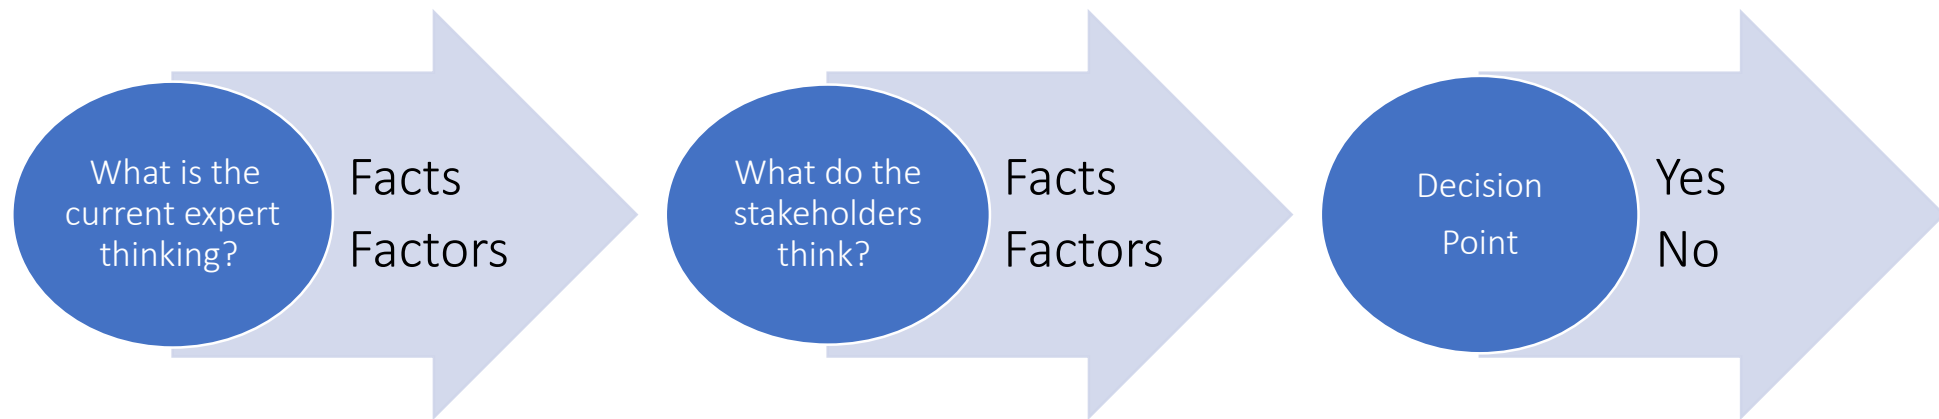 What is the
current expert
thinking?
Facts
Factors
What do the
stakeholders
think?
Facts
Factors
Decision
Point
Yes
No